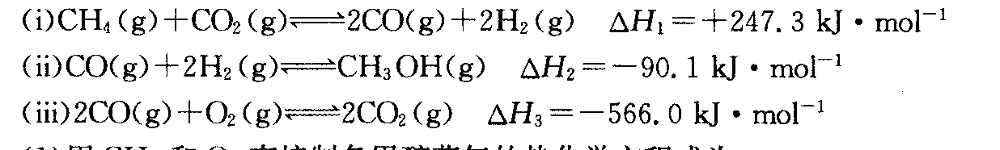 (i)CH₄(g)+CO₂(g)⇌2CO(g)+2H₂(g) ΔH₁=+247.3 kJ·mol⁻¹
(ii)CO(g)+2H₂(g)⇌CH₃OH(g) ΔH₂=-90.1 kJ·mol⁻¹
(iii)2CO(g)+O₂(g)⇌2CO₂(g) ΔH₃=-566.0 kJ·mol⁻¹